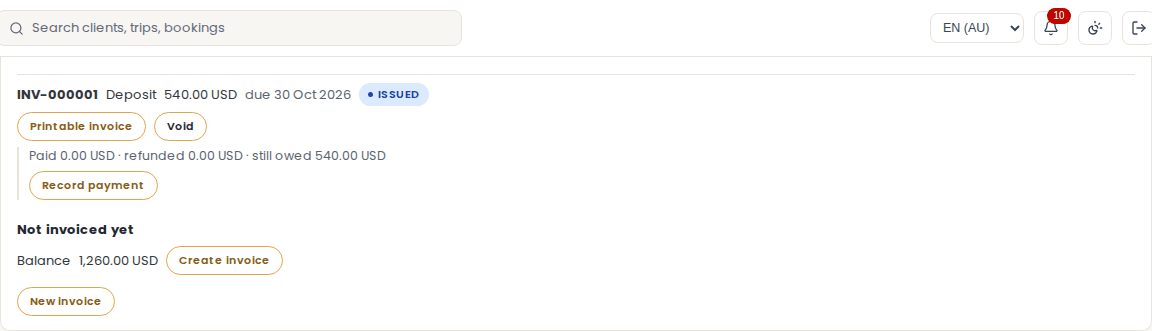 Search clients, trips, bookings
EN (AU)
10
INV-000001 Deposit 540.00 USD due 30 Oct 2026 ISSUED
Printable invoice Void
Paid 0.00 USD · refunded 0.00 USD · still owed 540.00 USD
Record payment
Not invoiced yet
Balance 1,260.00 USD Create invoice
New invoice